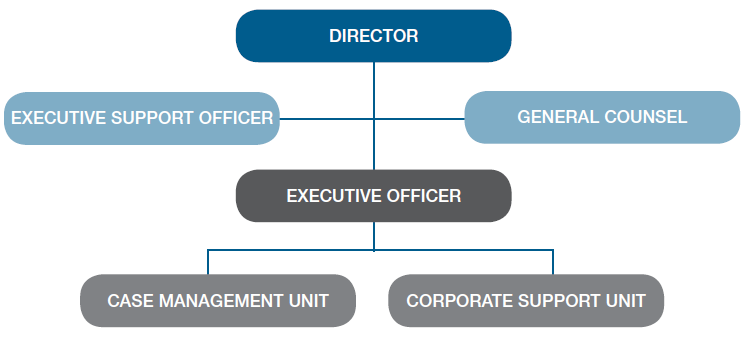 DIRECTOR
EXECUTIVE SUPPORT OFFICER
GENERAL COUNSEL
EXECUTIVE OFFICER
CASE MANAGEMENT UNIT
CORPORATE SUPPORT UNIT